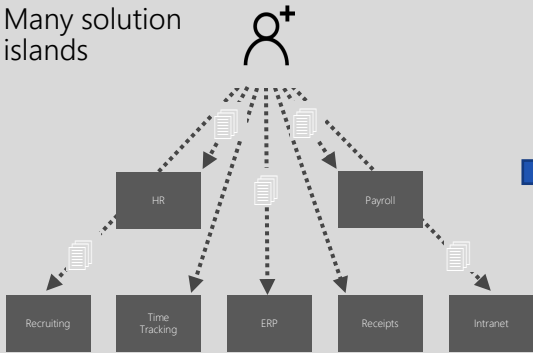 Many solution
islands
HR
Payroll
Recruiting
Time
Tracking
ERP
Receipts
Intranet